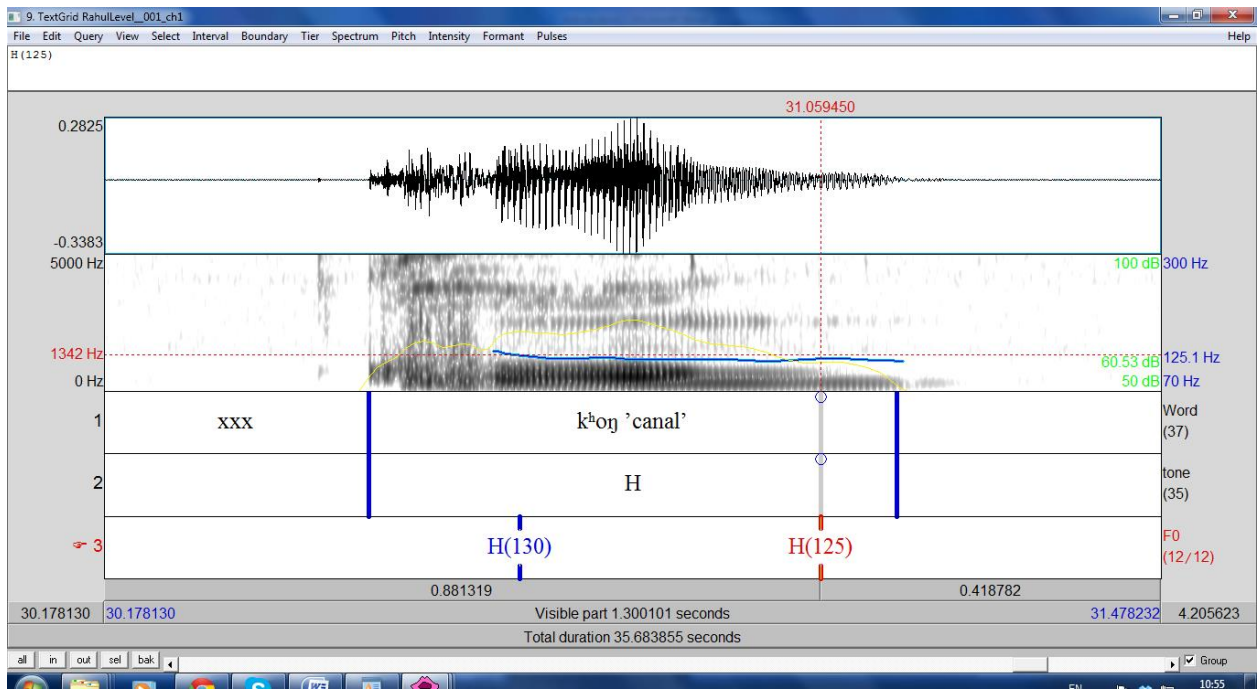 9. TextGrid RahulLevel__001_ch1
File Edit Query View Select Interval Boundary Tier Spectrum Pitch Intensity Formant Pulses Help
H(125)
31.059450
0.2825
-0.3383
5000 Hz
100 dB 300 Hz
1342 Hz
60.53 dB 125.1 Hz
0 Hz
50 dB 70 Hz
1 xxx kʰoŋ ’canal’ Word
(37)
2 H tone
(35)
☞ 3 H(130) H(125) F0
(12/12)
0.881319 0.418782
30.178130 30.178130 Visible part 1.300101 seconds 31.478232 4.205623
Total duration 35.683855 seconds
all in out sel bak Group
EN 10:55